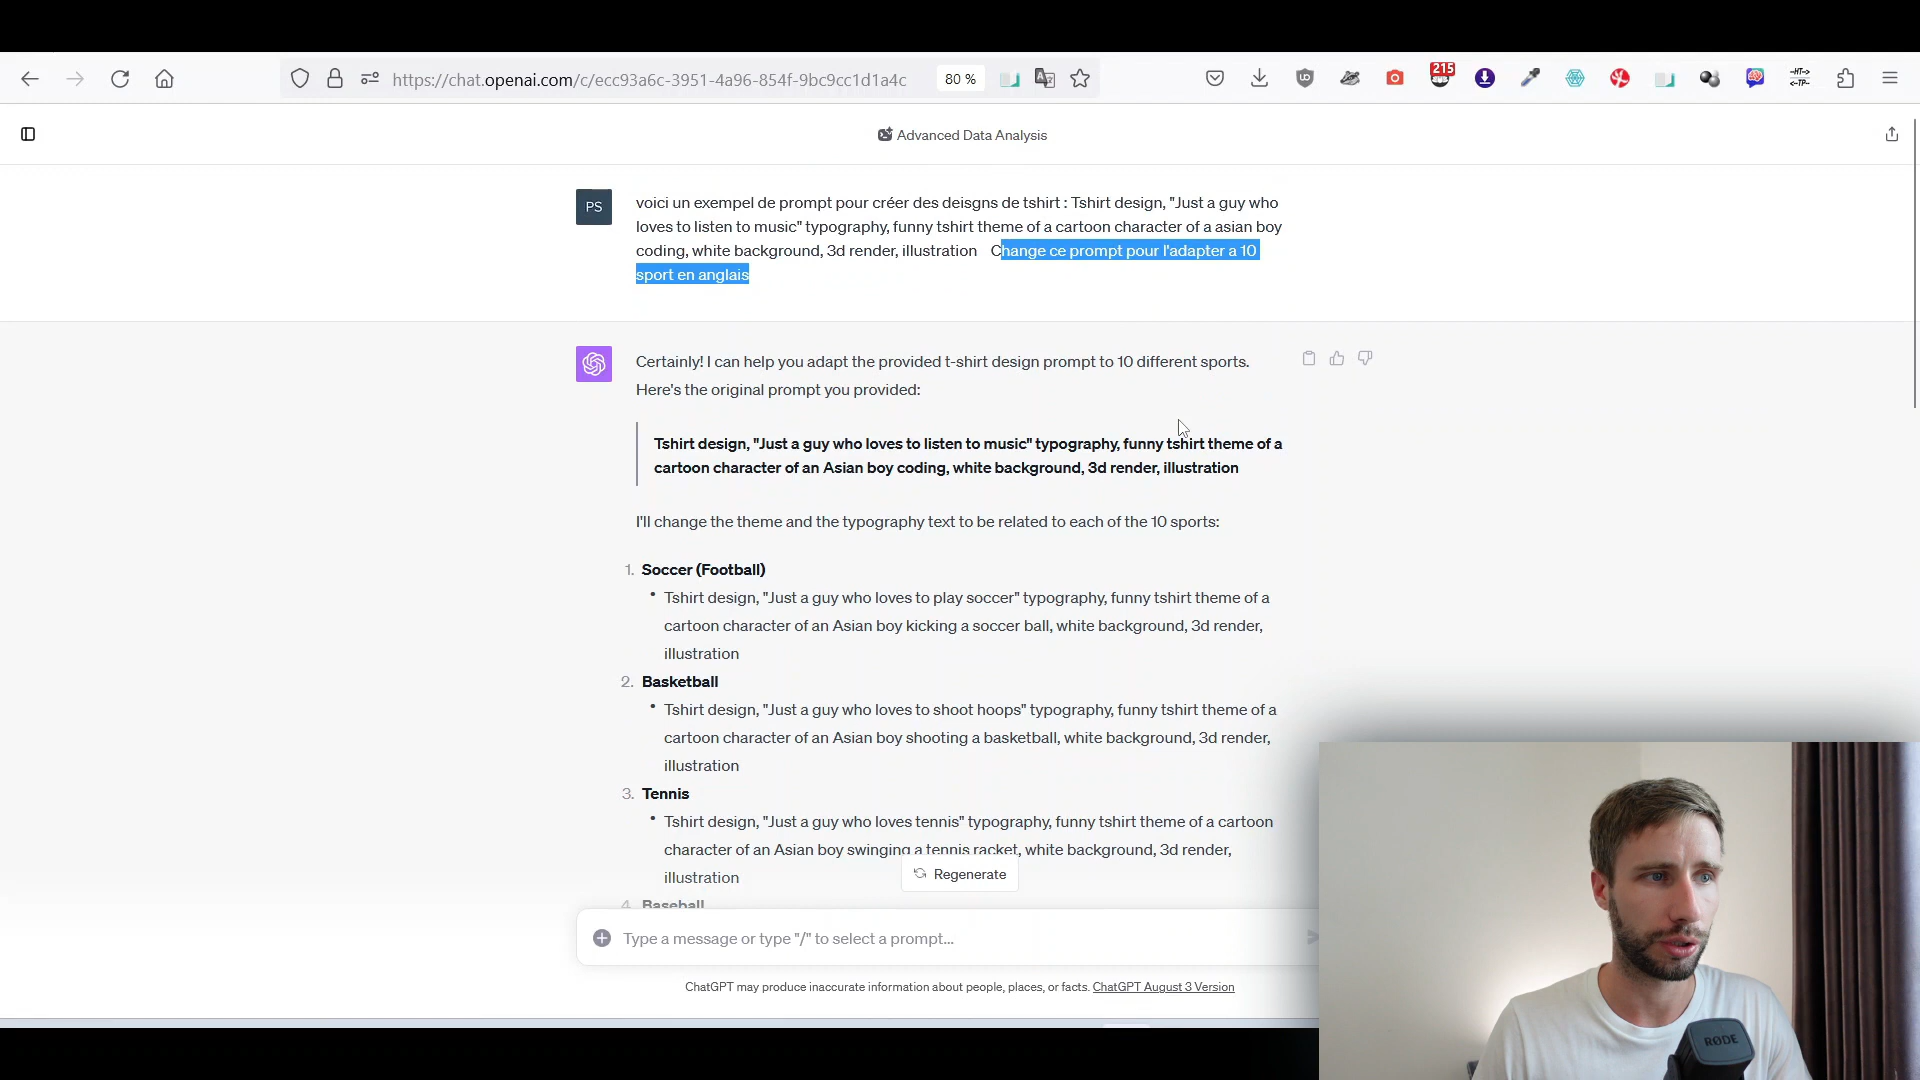 https://chat.openai.com/c/ecc93a6c-3951-4a96-854f-9bc9cc1d1a4c
80 %
215
Advanced Data Analysis
PS
voici un exempel de prompt pour créer des deisgns de tshirt : Tshirt design, "Just a guy who
loves to listen to music" typography, funny tshirt theme of a cartoon character of a asian boy
coding, white background, 3d render, illustration    Change ce prompt pour l'adapter a 10
sport en anglais
Certainly! I can help you adapt the provided t-shirt design prompt to 10 different sports.
Here's the original prompt you provided:
Tshirt design, "Just a guy who loves to listen to music" typography, funny tshirt theme of a
cartoon character of an Asian boy coding, white background, 3d render, illustration
I'll change the theme and the typography text to be related to each of the 10 sports:
1. Soccer (Football)
• Tshirt design, "Just a guy who loves to play soccer" typography, funny tshirt theme of a
cartoon character of an Asian boy kicking a soccer ball, white background, 3d render,
illustration
2. Basketball
• Tshirt design, "Just a guy who loves to shoot hoops" typography, funny tshirt theme of a
cartoon character of an Asian boy shooting a basketball, white background, 3d render,
illustration
3. Tennis
• Tshirt design, "Just a guy who loves tennis" typography, funny tshirt theme of a cartoon
character of an Asian boy swinging a tennis racket, white background, 3d render,
illustration
Regenerate
4. Baseball
Type a message or type "/" to select a prompt...
ChatGPT may produce inaccurate information about people, places, or facts. ChatGPT August 3 Version
RØDE